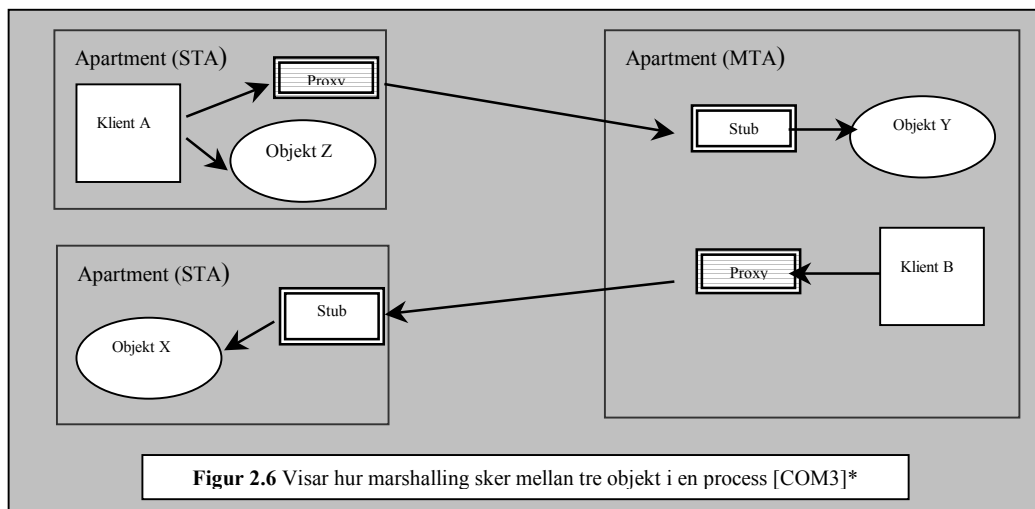 Apartment (STA)
Proxy
Klient A
Objekt Z
Apartment (MTA)
Stub
Objekt Y
Proxy
Klient B
Apartment (STA)
Stub
Objekt X
Figur 2.6 Visar hur marshalling sker mellan tre objekt i en process [COM3]*